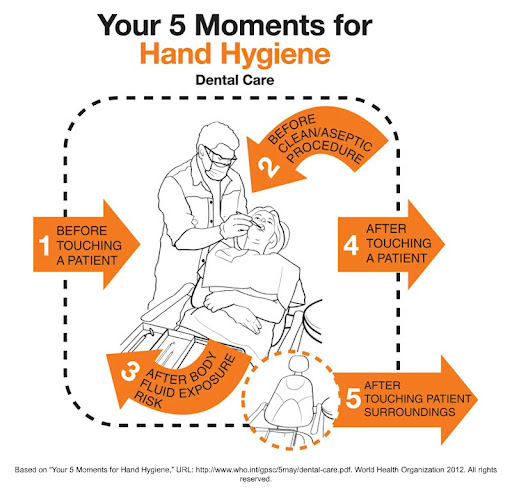 Your 5 Moments for
Hand Hygiene
Dental Care
1
BEFORE
TOUCHING
A PATIENT
2
BEFORE
CLEAN/ASEPTIC
PROCEDURE
3
AFTER BODY
FLUID EXPOSURE
RISK
4
AFTER
TOUCHING
A PATIENT
5
AFTER
TOUCHING PATIENT
SURROUNDINGS
Based on "Your 5 Moments for Hand Hygiene," URL: http://www.who.int/gpsc/5may/dental-care.pdf. World Health Organization 2012. All rights
reserved.